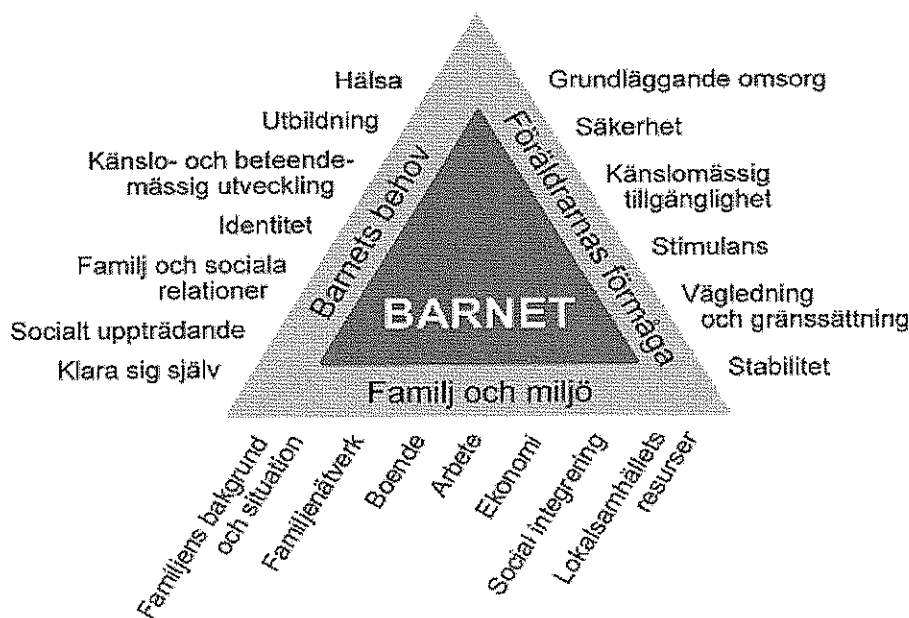 Hälsa
Utbildning
Känslo- och beteende-
mässig utveckling
Identitet
Familj och sociala
relationer
Socialt uppträdande
Klara sig själv
Barnets behov
BARNET
Föräldrarnas förmåga
Grundläggande omsorg
Säkerhet
Känslomässig
tillgänglighet
Stimulans
Vägledning
och gränssättning
Stabilitet
Familj och miljö
Familjens bakgrund
och situation
Familjenätverk
Boende
Arbete
Ekonomi
Social integrering
Lokalsamhällets
resurser